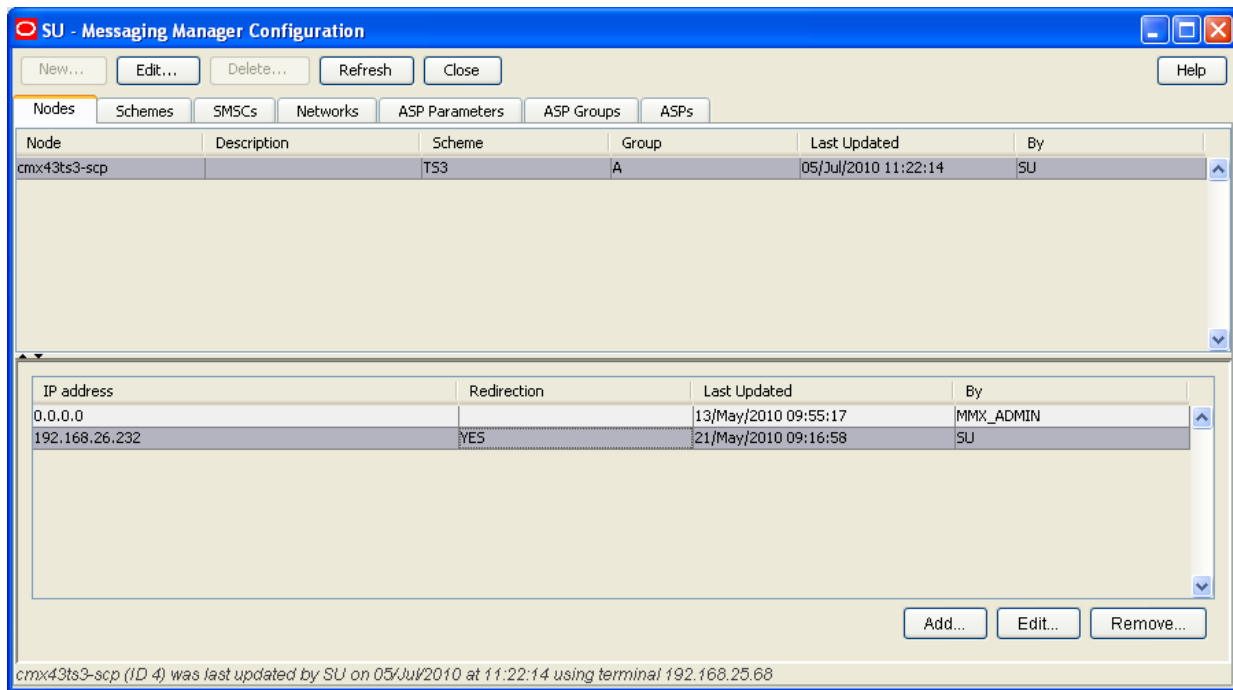 SU - Messaging Manager Configuration
New... Edit... Delete... Refresh Close Help
Nodes Schemes SMSCs Networks ASP Parameters ASP Groups ASPs
Node Description Scheme Group Last Updated By
cmx43ts3-scp TS3 A 05/Jul/2010 11:22:14 SU
IP address Redirection Last Updated By
0.0.0.0 13/May/2010 09:55:17 MMX_ADMIN
192.168.26.232 YES 21/May/2010 09:16:58 SU
Add... Edit... Remove...
cmx43ts3-scp (ID 4) was last updated by SU on 05/Jul/2010 at 11:22:14 using terminal 192.168.25.68